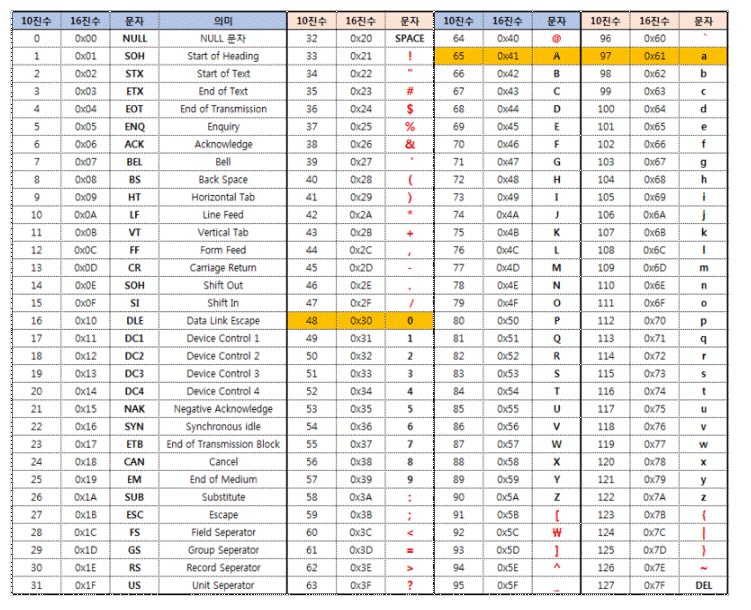 10진수 16진수 문자 의미 10진수 16진수 문자 10진수 16진수 문자 10진수 16진수 문자
0 0x00 NULL NULL 문자 32 0x20 SPACE 64 0x40 @ 96 0x60 `
1 0x01 SOH Start of Heading 33 0x21 ! 65 0x41 A 97 0x61 a
2 0x02 STX Start of Text 34 0x22 " 66 0x42 B 98 0x62 b
3 0x03 ETX End of Text 35 0x23 # 67 0x43 C 99 0x63 c
4 0x04 EOT End of Transmission 36 0x24 $ 68 0x44 D 100 0x64 d
5 0x05 ENQ Enquiry 37 0x25 % 69 0x45 E 101 0x65 e
6 0x06 ACK Acknowledge 38 0x26 & 70 0x46 F 102 0x66 f
7 0x07 BEL Bell 39 0x27 ' 71 0x47 G 103 0x67 g
8 0x08 BS Back Space 40 0x28 ( 72 0x48 H 104 0x68 h
9 0x09 HT Horizontal Tab 41 0x29 ) 73 0x49 I 105 0x69 i
10 0x0A LF Line Feed 42 0x2A * 74 0x4A J 106 0x6A j
11 0x0B VT Vertical Tab 43 0x2B + 75 0x4B K 107 0x6B k
12 0x0C FF Form Feed 44 0x2C , 76 0x4C L 108 0x6C l
13 0x0D CR Carriage Return 45 0x2D - 77 0x4D M 109 0x6D m
14 0x0E SOH Shift Out 46 0x2E . 78 0x4E N 110 0x6E n
15 0x0F SI Shift In 47 0x2F / 79 0x4F O 111 0x6F o
16 0x10 DLE Data Link Escape 48 0x30 0 80 0x50 P 112 0x70 p
17 0x11 DC1 Device Control 1 49 0x31 1 81 0x51 Q 113 0x71 q
18 0x12 DC2 Device Control 2 50 0x32 2 82 0x52 R 114 0x72 r
19 0x13 DC3 Device Control 3 51 0x33 3 83 0x53 S 115 0x73 s
20 0x14 DC4 Device Control 4 52 0x34 4 84 0x54 T 116 0x74 t
21 0x15 NAK Negative Acknowledge 53 0x35 5 85 0x55 U 117 0x75 u
22 0x16 SYN Synchronous idle 54 0x36 6 86 0x56 V 118 0x76 v
23 0x17 ETB End of Transmission Block 55 0x37 7 87 0x57 W 119 0x77 w
24 0x18 CAN Cancel 56 0x38 8 88 0x58 X 120 0x78 x
25 0x19 EM End of Medium 57 0x39 9 89 0x59 Y 121 0x79 y
26 0x1A SUB Substitute 58 0x3A : 90 0x5A Z 122 0x7A z
27 0x1B ESC Escape 59 0x3B ; 91 0x5B [ 123 0x7B {
28 0x1C FS Field Seperator 60 0x3C < 92 0x5C ₩ 124 0x7C |
29 0x1D GS Group Seperator 61 0x3D = 93 0x5D ] 125 0x7D }
30 0x1E RS Record Seperator 62 0x3E > 94 0x5E ^ 126 0x7E ~
31 0x1F US Unit Seperator 63 0x3F ? 95 0x5F _ 127 0x7F DEL